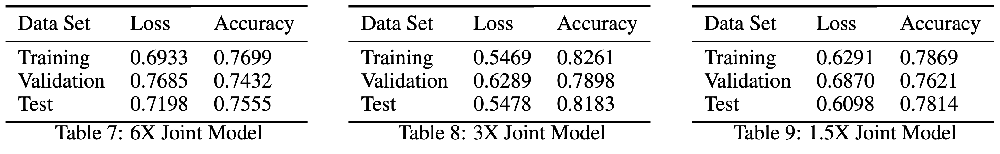 Data Set Loss Accuracy
Training 0.6933 0.7699
Validation 0.7685 0.7432
Test 0.7198 0.7555
Table 7: 6X Joint Model
Data Set Loss Accuracy
Training 0.5469 0.8261
Validation 0.6289 0.7898
Test 0.5478 0.8183
Table 8: 3X Joint Model
Data Set Loss Accuracy
Training 0.6291 0.7869
Validation 0.6870 0.7621
Test 0.6098 0.7814
Table 9: 1.5X Joint Model